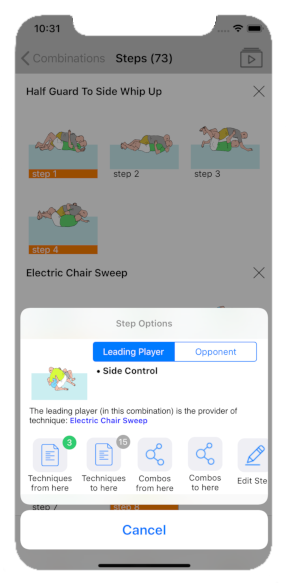 10:31
Combinations Steps (73)
Half Guard To Side Whip Up
step 1 step 2 step 3
step 4
Electric Chair Sweep
Step Options
Leading Player Opponent
• Side Control
The leading player (in this combination) is the provider of
technique: Electric Chair Sweep
3 15
Techniques Techniques Combos Combos Edit Ste
from here to here from here to here
step 7 step 8
Cancel